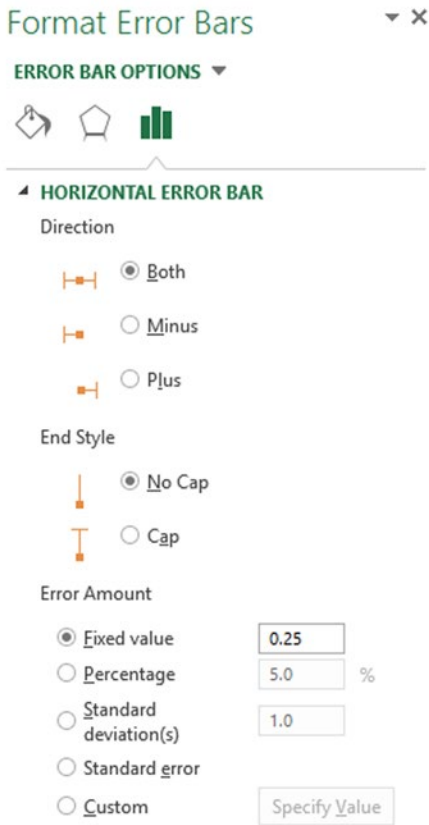 Format Error Bars
ERROR BAR OPTIONS
HORIZONTAL ERROR BAR
Direction
Both
Minus
Plus
End Style
No Cap
Cap
Error Amount
Fixed value 0.25
Percentage 5.0 %
Standard
deviation(s) 1.0
Standard error
Custom Specify Value